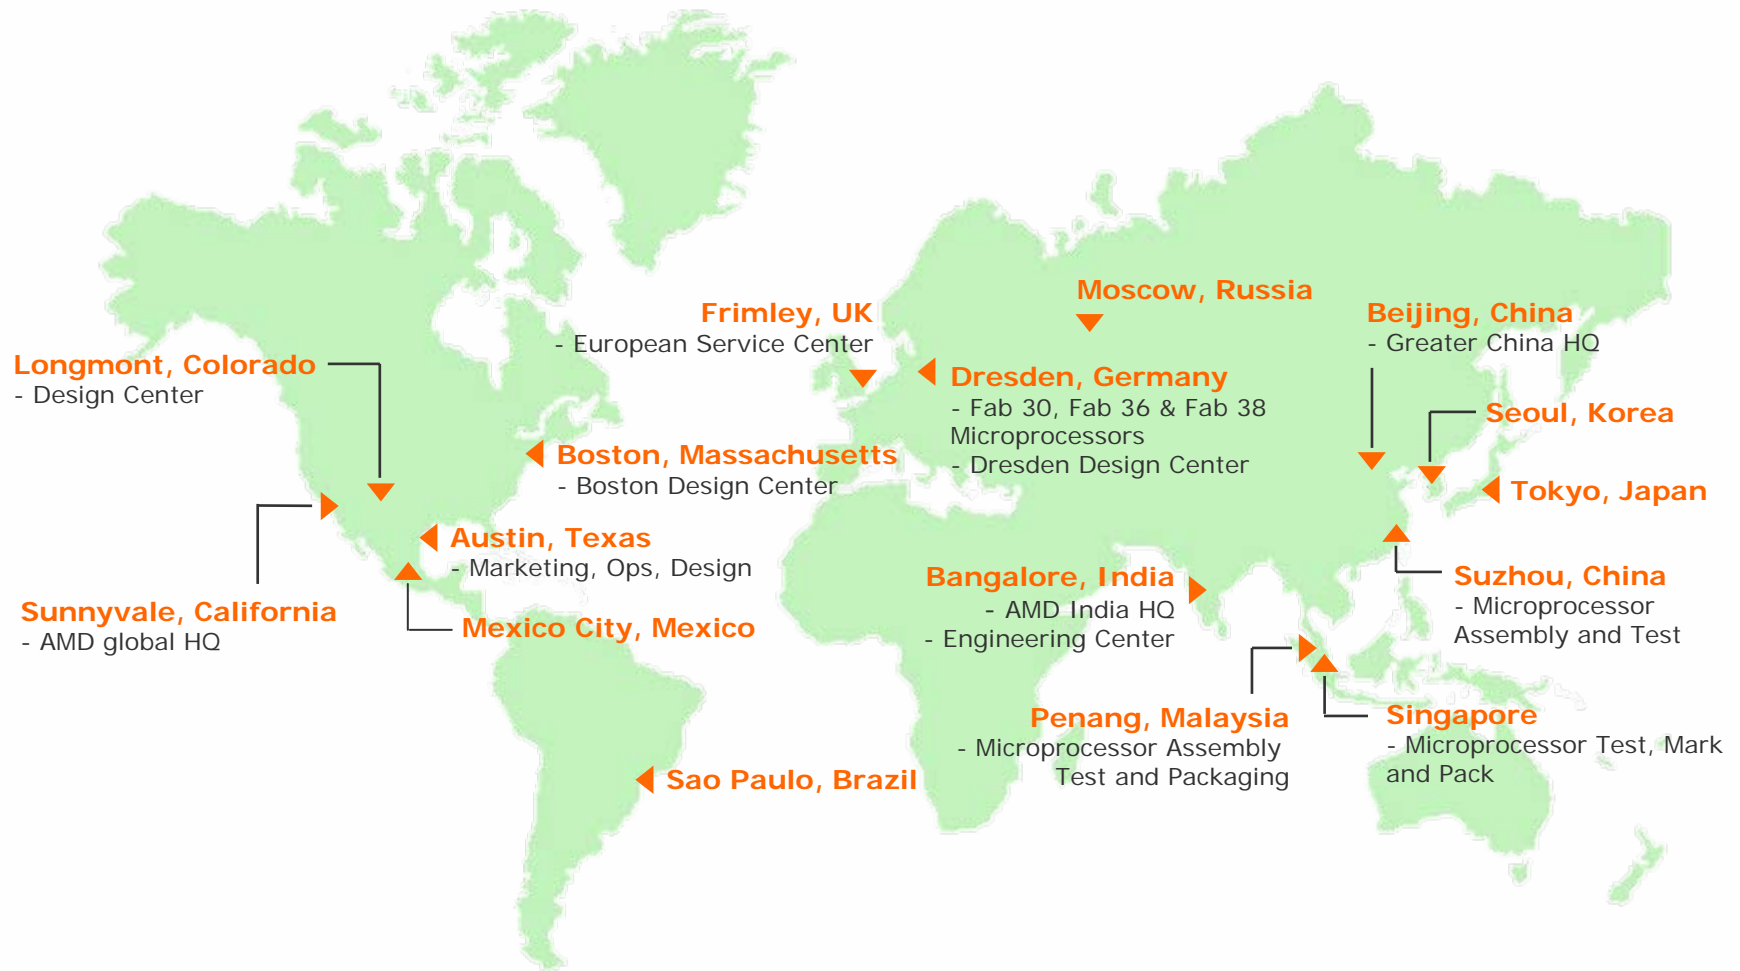 Moscow, Russia
Frimley, UK
- European Service Center
Beijing, China
- Greater China HQ
Longmont, Colorado
- Design Center
Dresden, Germany
- Fab 30, Fab 36 & Fab 38
Microprocessors
- Dresden Design Center
Seoul, Korea
Boston, Massachusetts
- Boston Design Center
Tokyo, Japan
Austin, Texas
- Marketing, Ops, Design
Bangalore, India
- AMD India HQ
- Engineering Center
Suzhou, China
- Microprocessor
Assembly and Test
Sunnyvale, California
- AMD global HQ
Mexico City, Mexico
Penang, Malaysia
- Microprocessor Assembly
Test and Packaging
Singapore
- Microprocessor Test, Mark
and Pack
Sao Paulo, Brazil